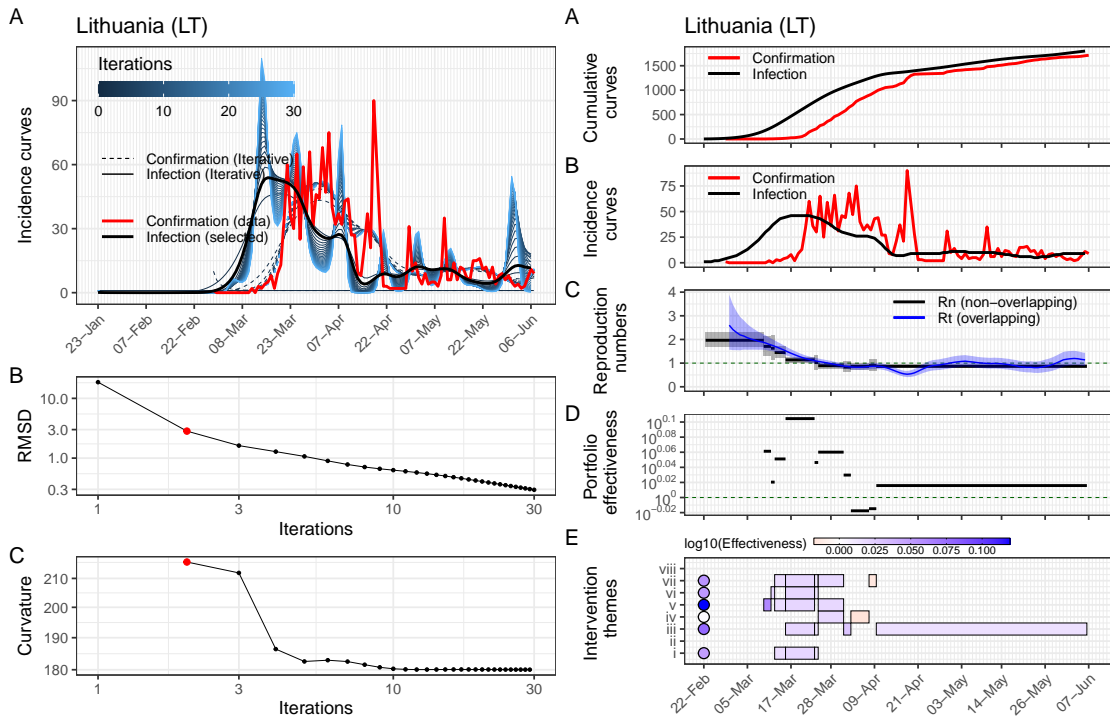 A
Lithuania (LT)
Iterations
0 10 20 30
Confirmation (Iterative)
Infection (Iterative)
Confirmation (data)
Infection (selected)
Incidence curves
90
60
30
0
23−Jan 07−Feb 22−Feb 08−Mar 23−Mar 07−Apr 22−Apr 07−May 22−May 06−Jun
B
RMSD
10.0
3.0
1.0
0.3
1 3 10 30
Iterations
C
Curvature
210
200
190
180
1 3 10 30
Iterations
A
Lithuania (LT)
Cumulative
curves
1500
1000
500
0
Confirmation
Infection
B
Incidence
curves
75
50
25
0
Confirmation
Infection
C
Reproduction
numbers
4
3
2
1
0
Rn (non−overlapping)
Rt (overlapping)
D
Portfolio
effectiveness
10^0.1
10^0.08
10^0.06
10^0.04
10^0.02
10^0
10^−0.02
E
log10(Effectiveness)
0.000 0.025 0.075 0.100
Intervention
themes
viii
vii
vi
v
iv
iii
ii
i
22−Feb 05−Mar 17−Mar 28−Mar 09−Apr 21−Apr 03−May 14−May 26−May 07−Jun